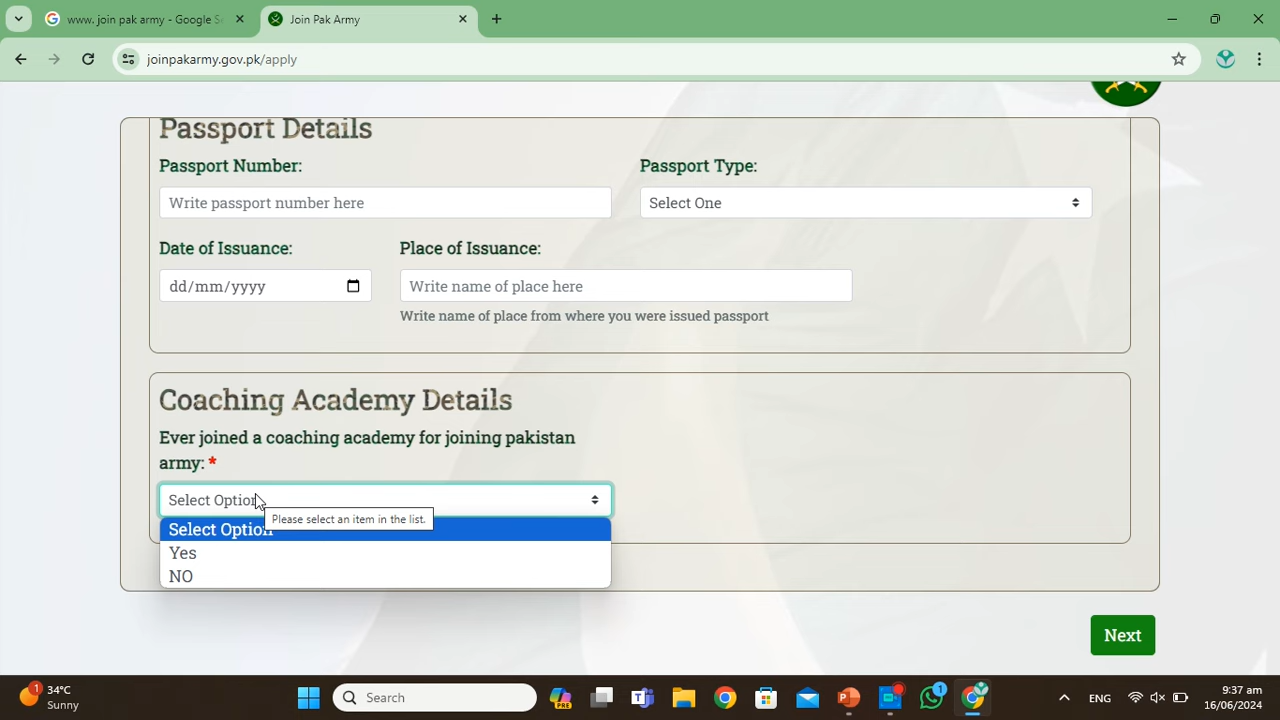 www. join pak army - Google Se
Join Pak Army
joinpakarmy.gov.pk/apply
Passport Details
Passport Number:
Passport Type:
Write passport number here
Select One
Date of Issuance:
Place of Issuance:
dd/mm/yyyy
Write name of place here
Write name of place from where you were issued passport
Coaching Academy Details
Ever joined a coaching academy for joining pakistan
army: *
Select Option
Please select an item in the list.
Select Option
Yes
NO
Next
1
34°C
Sunny
Search
PRE
1
ENG
9:37 am
16/06/2024